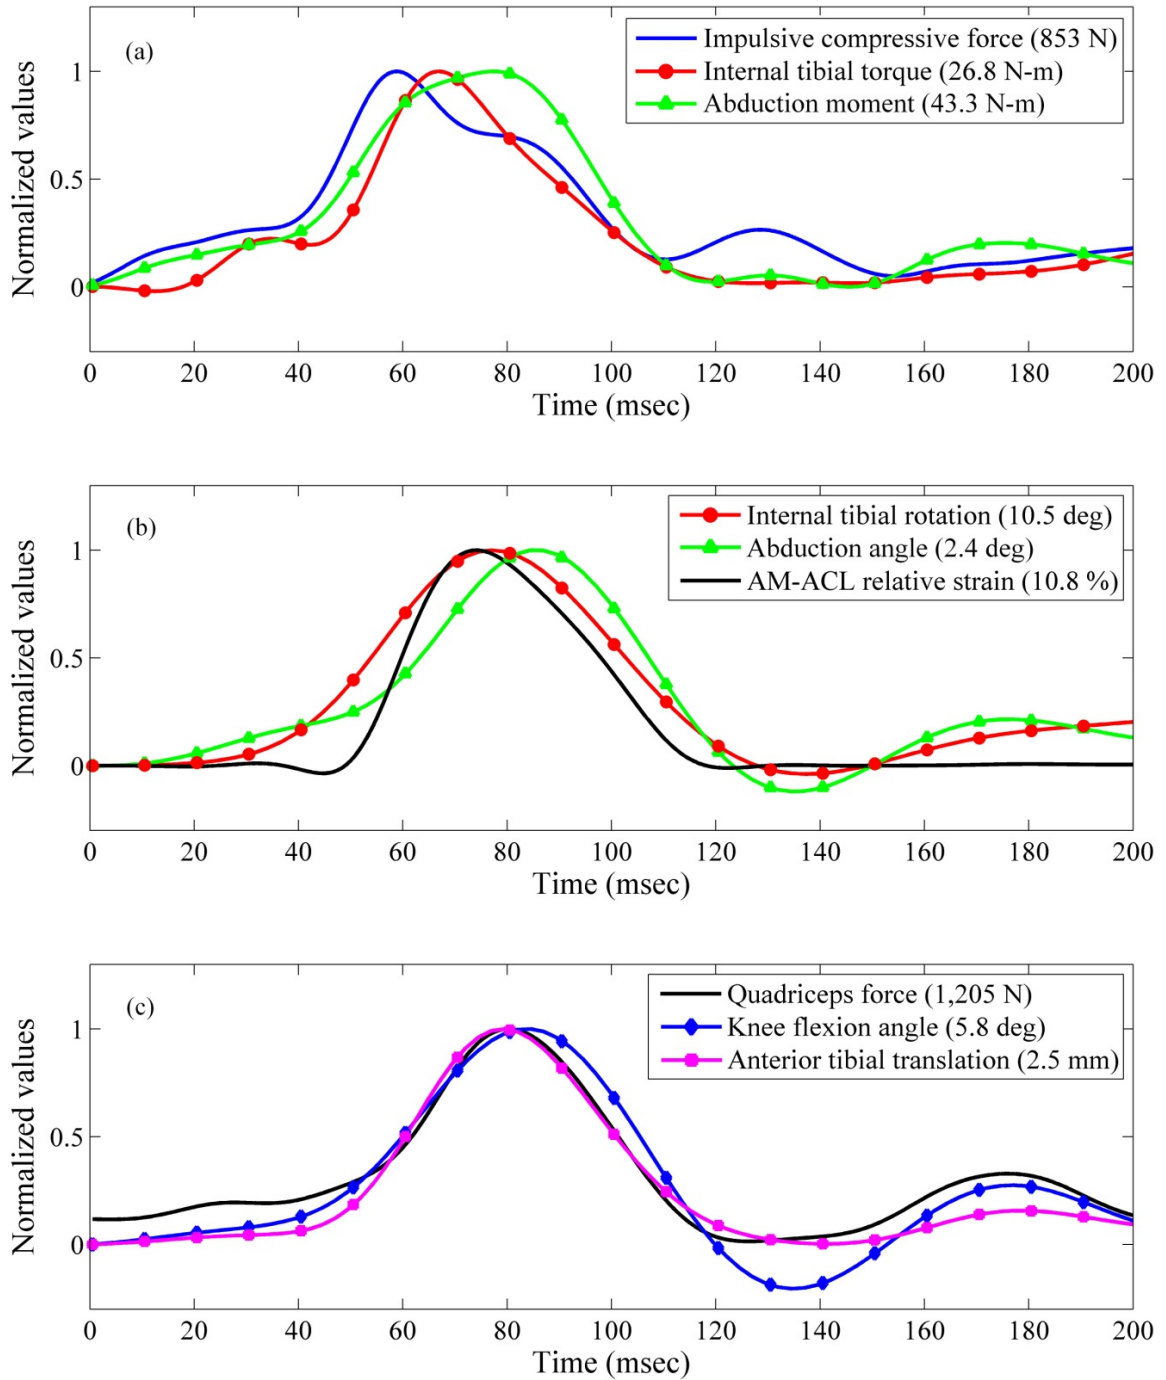 (a)
Impulsive compressive force (853 N)
Internal tibial torque (26.8 N-m)
Abduction moment (43.3 N-m)
Normalized values
1
0.5
0
0 20 40 60 80 100 120 140 160 180 200
Time (msec)
(b)
Internal tibial rotation (10.5 deg)
Abduction angle (2.4 deg)
AM-ACL relative strain (10.8 %)
Normalized values
1
0.5
0
0 20 40 60 80 100 120 140 160 180 200
Time (msec)
(c)
Quadriceps force (1,205 N)
Knee flexion angle (5.8 deg)
Anterior tibial translation (2.5 mm)
Normalized values
1
0.5
0
0 20 40 60 80 100 120 140 160 180 200
Time (msec)